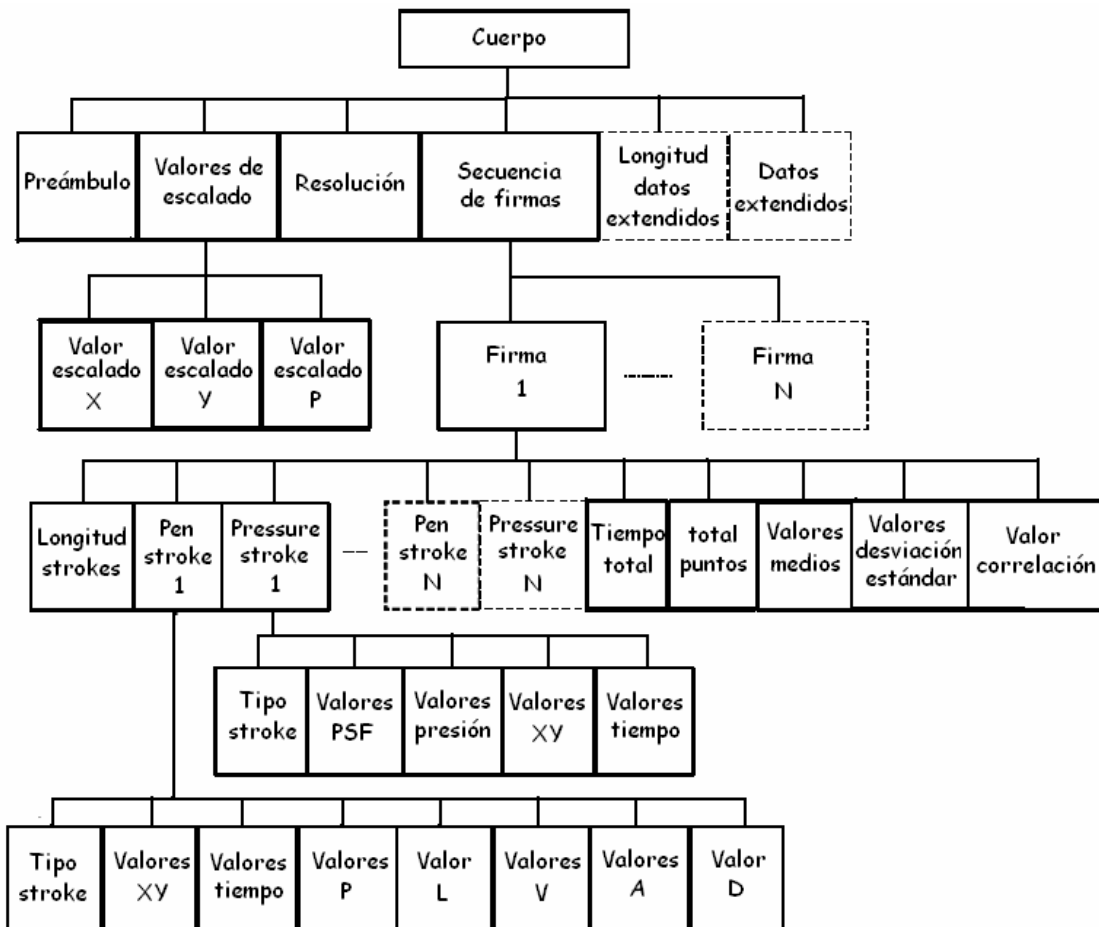 Cuerpo
Preámbulo
Valores de
escalado
Resolución
Secuencia
de firmas
Longitud
datos
extendidos
Datos
extendidos
Valor
escalado
X
Valor
escalado
Y
Valor
escalado
P
Firma
1
Firma
N
Longitud
strokes
Pen
stroke
1
Pressure
stroke
1
Pen
stroke
N
Pressure
stroke
N
Tiempo
total
total
puntos
Valores
medios
Valores
desviación
estándar
Valor
correlación
Tipo
stroke
Valores
PSF
Valores
presión
Valores
XY
Valores
tiempo
Tipo
stroke
Valores
XY
Valores
tiempo
Valores
P
Valor
L
Valores
V
Valores
A
Valor
D